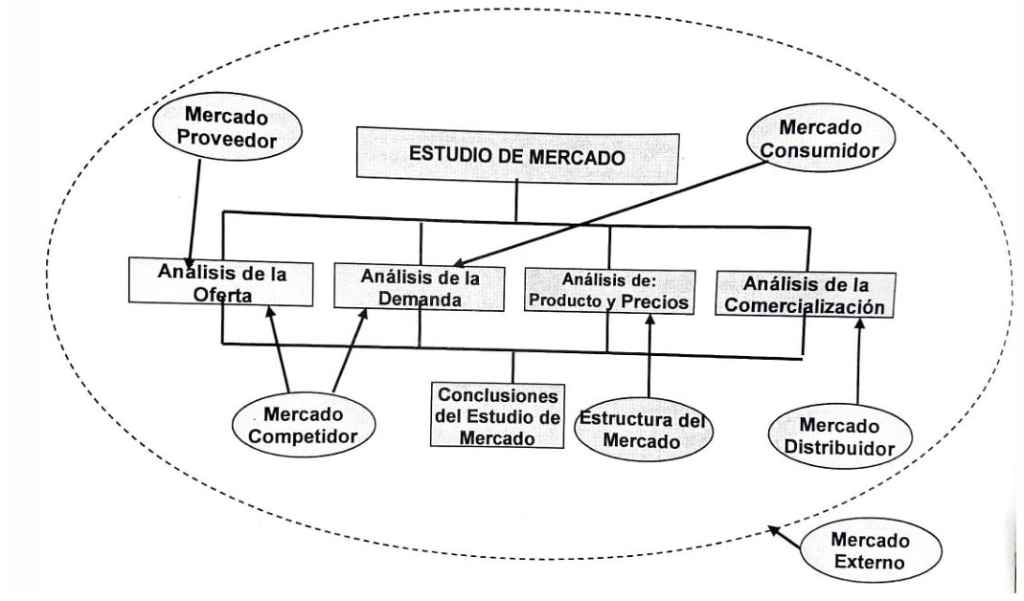 Mercado
Proveedor
Mercado
Consumidor
ESTUDIO DE MERCADO
Análisis de la
Oferta
Análisis de la
Demanda
Análisis de:
Producto y Precios
Análisis de la
Comercialización
Mercado
Competidor
Conclusiones
del Estudio de
Mercado
Estructura del
Mercado
Mercado
Distribuidor
Mercado
Externo